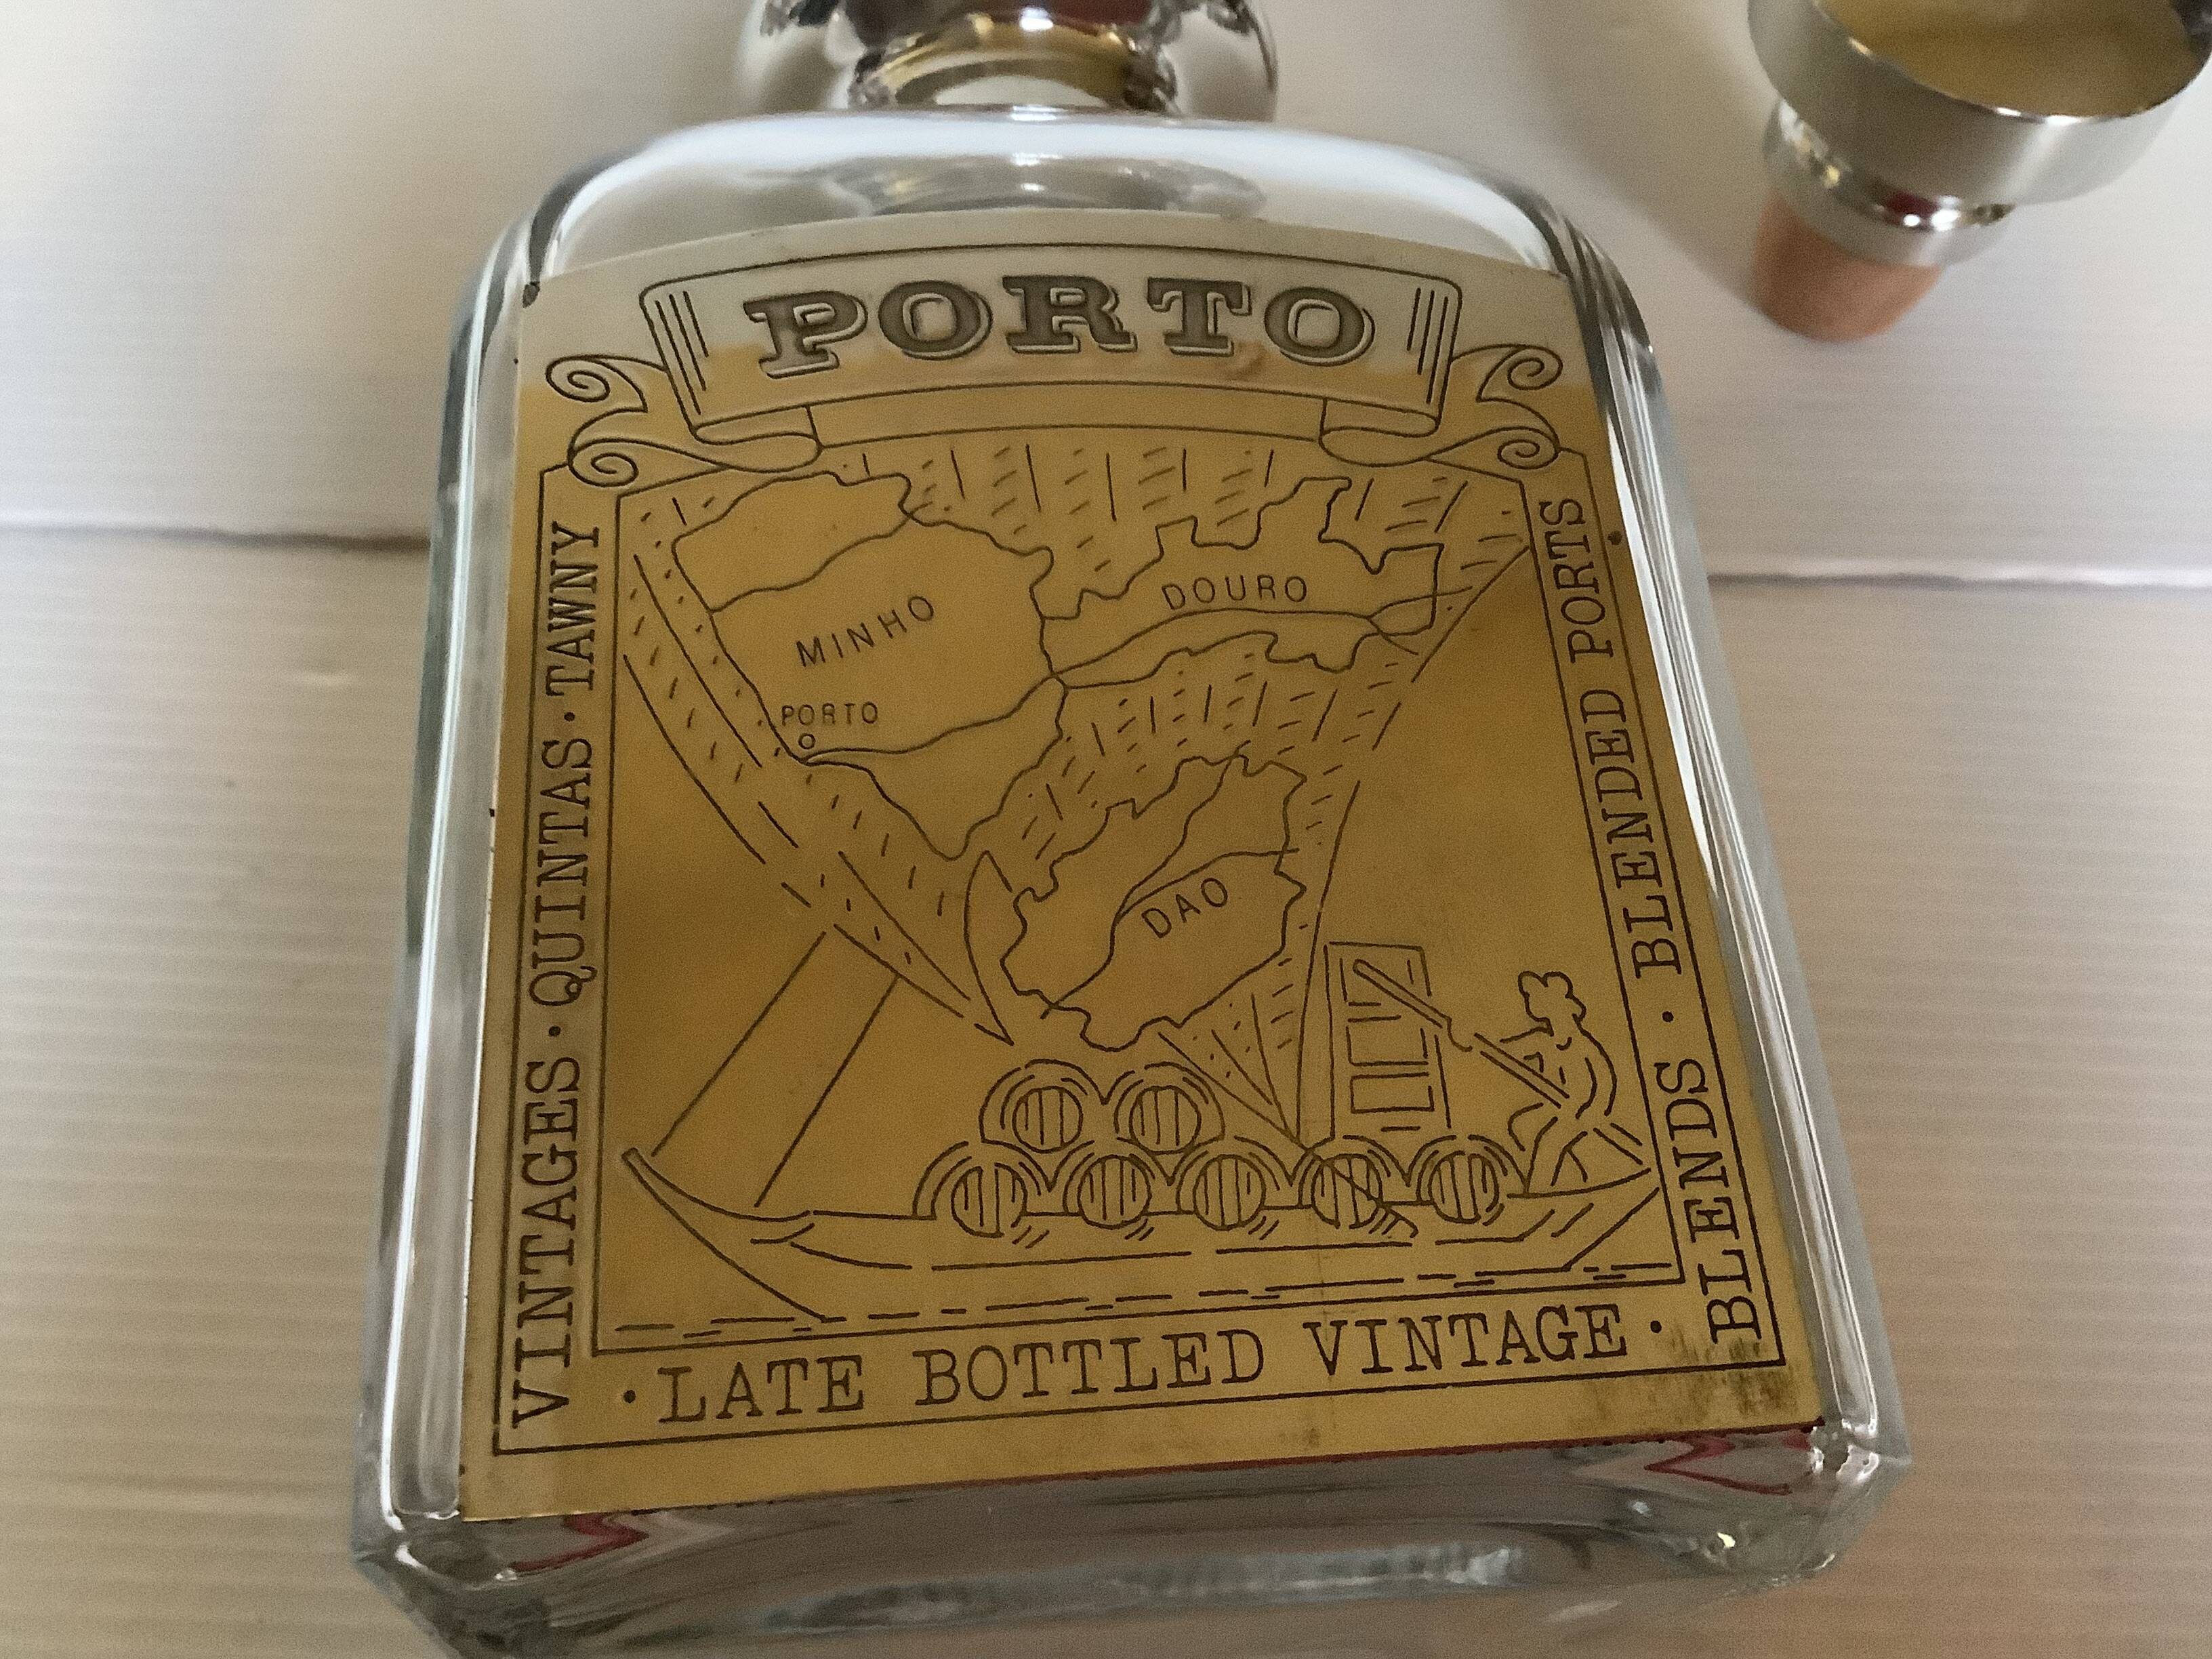 PORTO
MINHO
DOURO
PORTO
DAO
VINTAGES · QUINTAS · TAWNY
· LATE BOTTLED VINTAGE ·
BLENDS · BLENDED PORTS